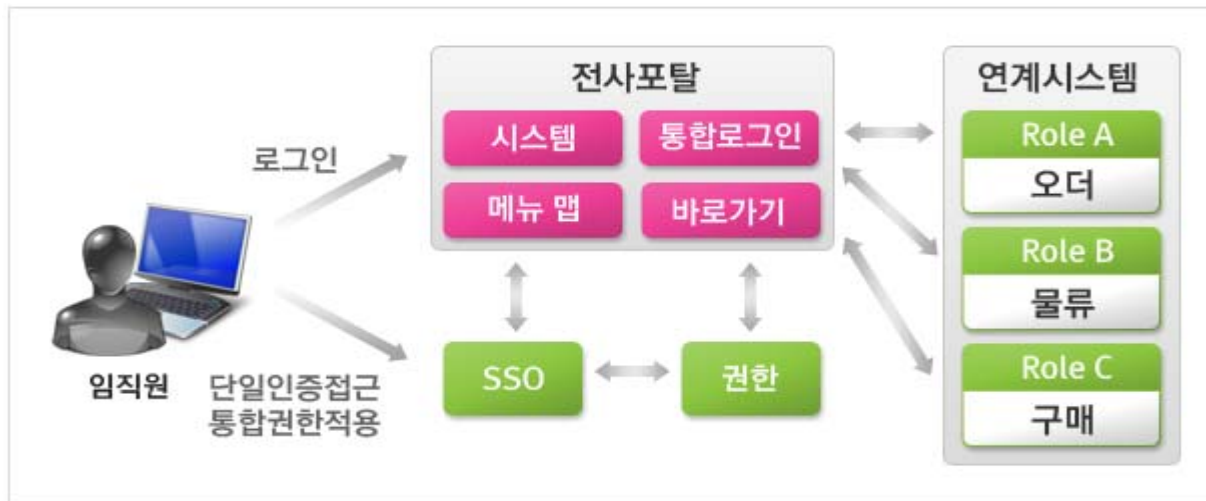 전사포탈
시스템
통합로그인
메뉴 맵
바로가기
연계시스템
Role A
오더
Role B
물류
Role C
구매
로그인
임직원
단일인증접근
통합권한적용
SSO
권한